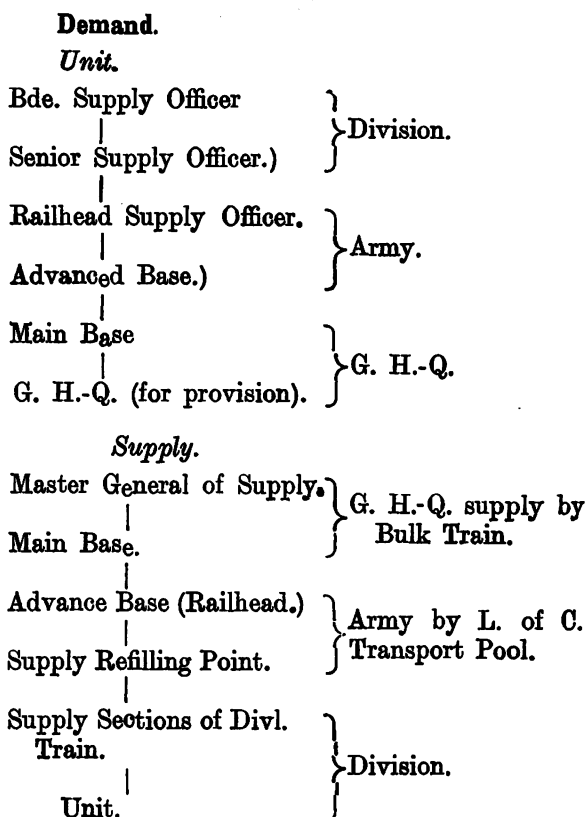 Demand.
Unit.
Bde. Supply Officer
Division.
Senior Supply Officer.)
Railhead Supply Officer.
Army.
Advanced Base.)
Main Base
G. H.-Q.
G. H.-Q. (for provision).
Supply.
Master General of Supply.
G. H.-Q. supply by
Bulk Train.
Main Base.
Advance Base (Railhead.)
Army by L. of C.
Transport Pool.
Supply Refilling Point.
Supply Sections of Divl.
Train.
Division.
Unit.